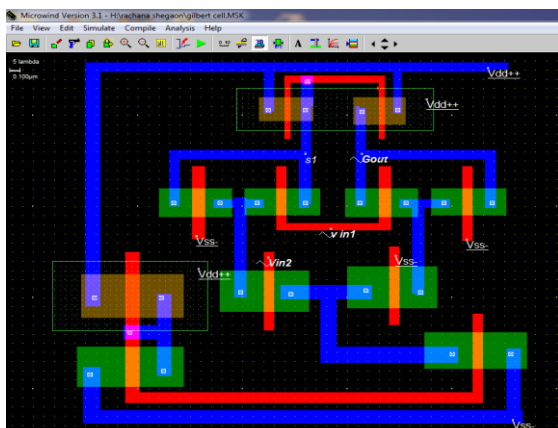 Microwind Version 3.1 - H:\rachana shegaon\gilbert cell.MSK
File View Edit Simulate Compile Analysis Help
5 lambda
0.100µm
Vdd++
Vdd++
s1
Gout
Vss-
v in1
Vss-
Vdd++
Vin2
Vss-
Vss-